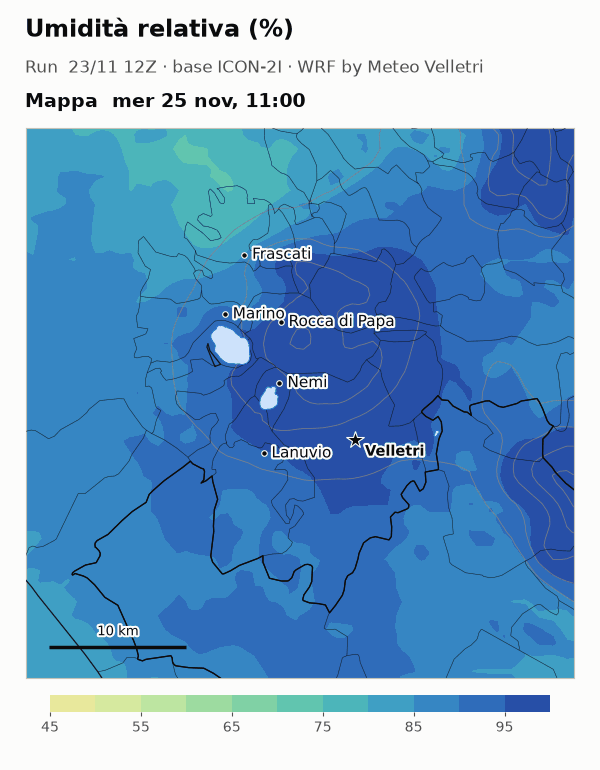 Umidità relativa (%)
Run  23/11 12Z · base ICON-2I · WRF by Meteo Velletri
Mappa  mer 25 nov, 11:00
Frascati
Marino
Rocca di Papa
Nemi
Velletri
Lanuvio
10 km
45 55 65 75 85 95